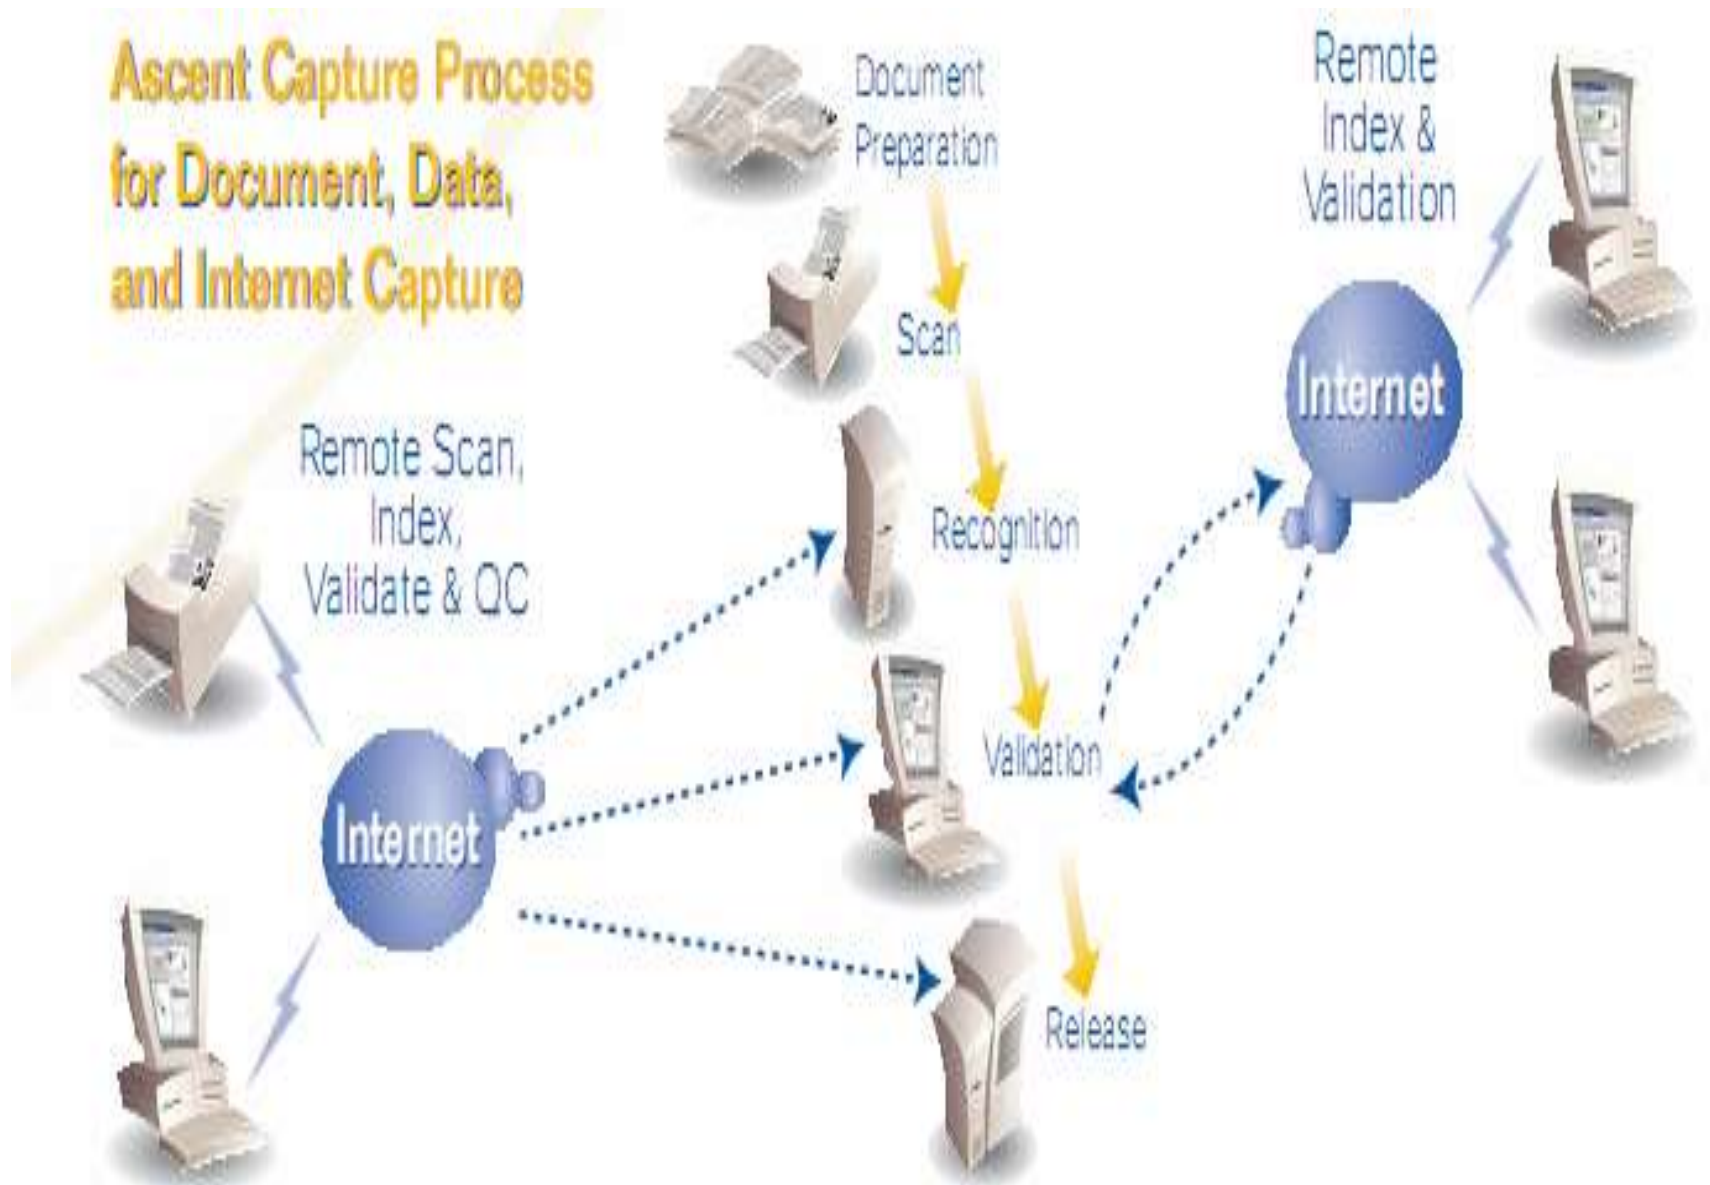 Ascent Capture Process
for Document, Data,
and Internet Capture
Document
Preparation
Scan
Recognition
Validation
Release
Remote Scan,
Index,
Validate & QC
Internet
Remote
Index &
Validation
Internet